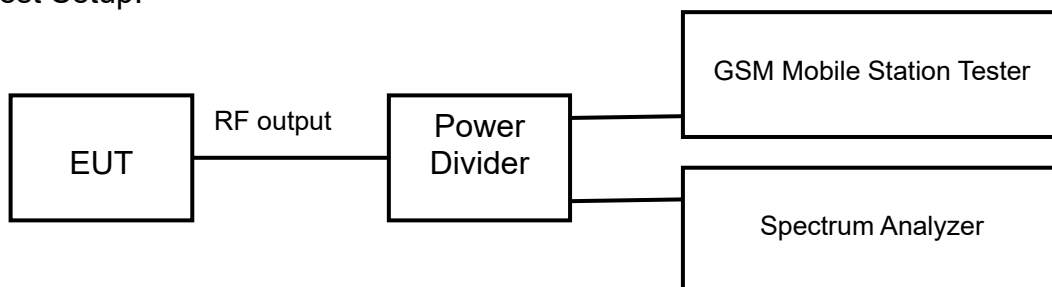 GSM Mobile Station Tester
RF output
EUT
Power
Divider
Spectrum Analyzer